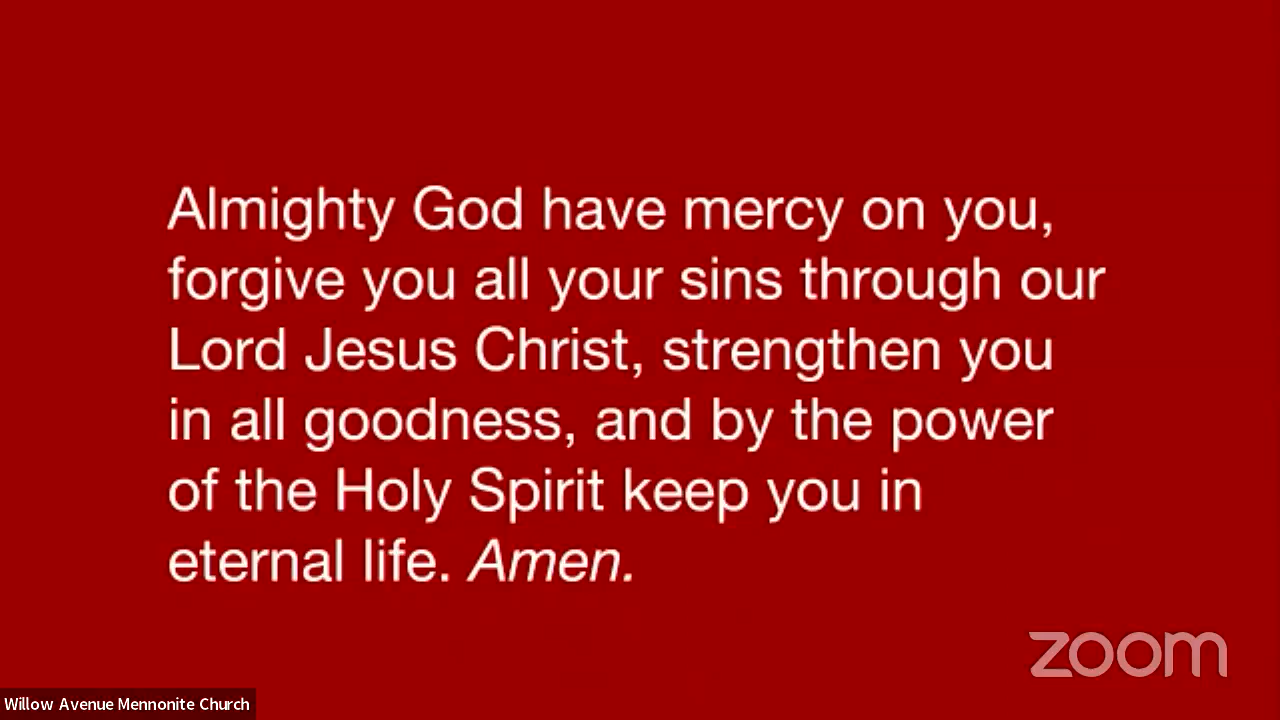 Almighty God have mercy on you,
forgive you all your sins through our
Lord Jesus Christ, strengthen you
in all goodness, and by the power
of the Holy Spirit keep you in
eternal life. Amen.
zoom
Willow Avenue Mennonite Church